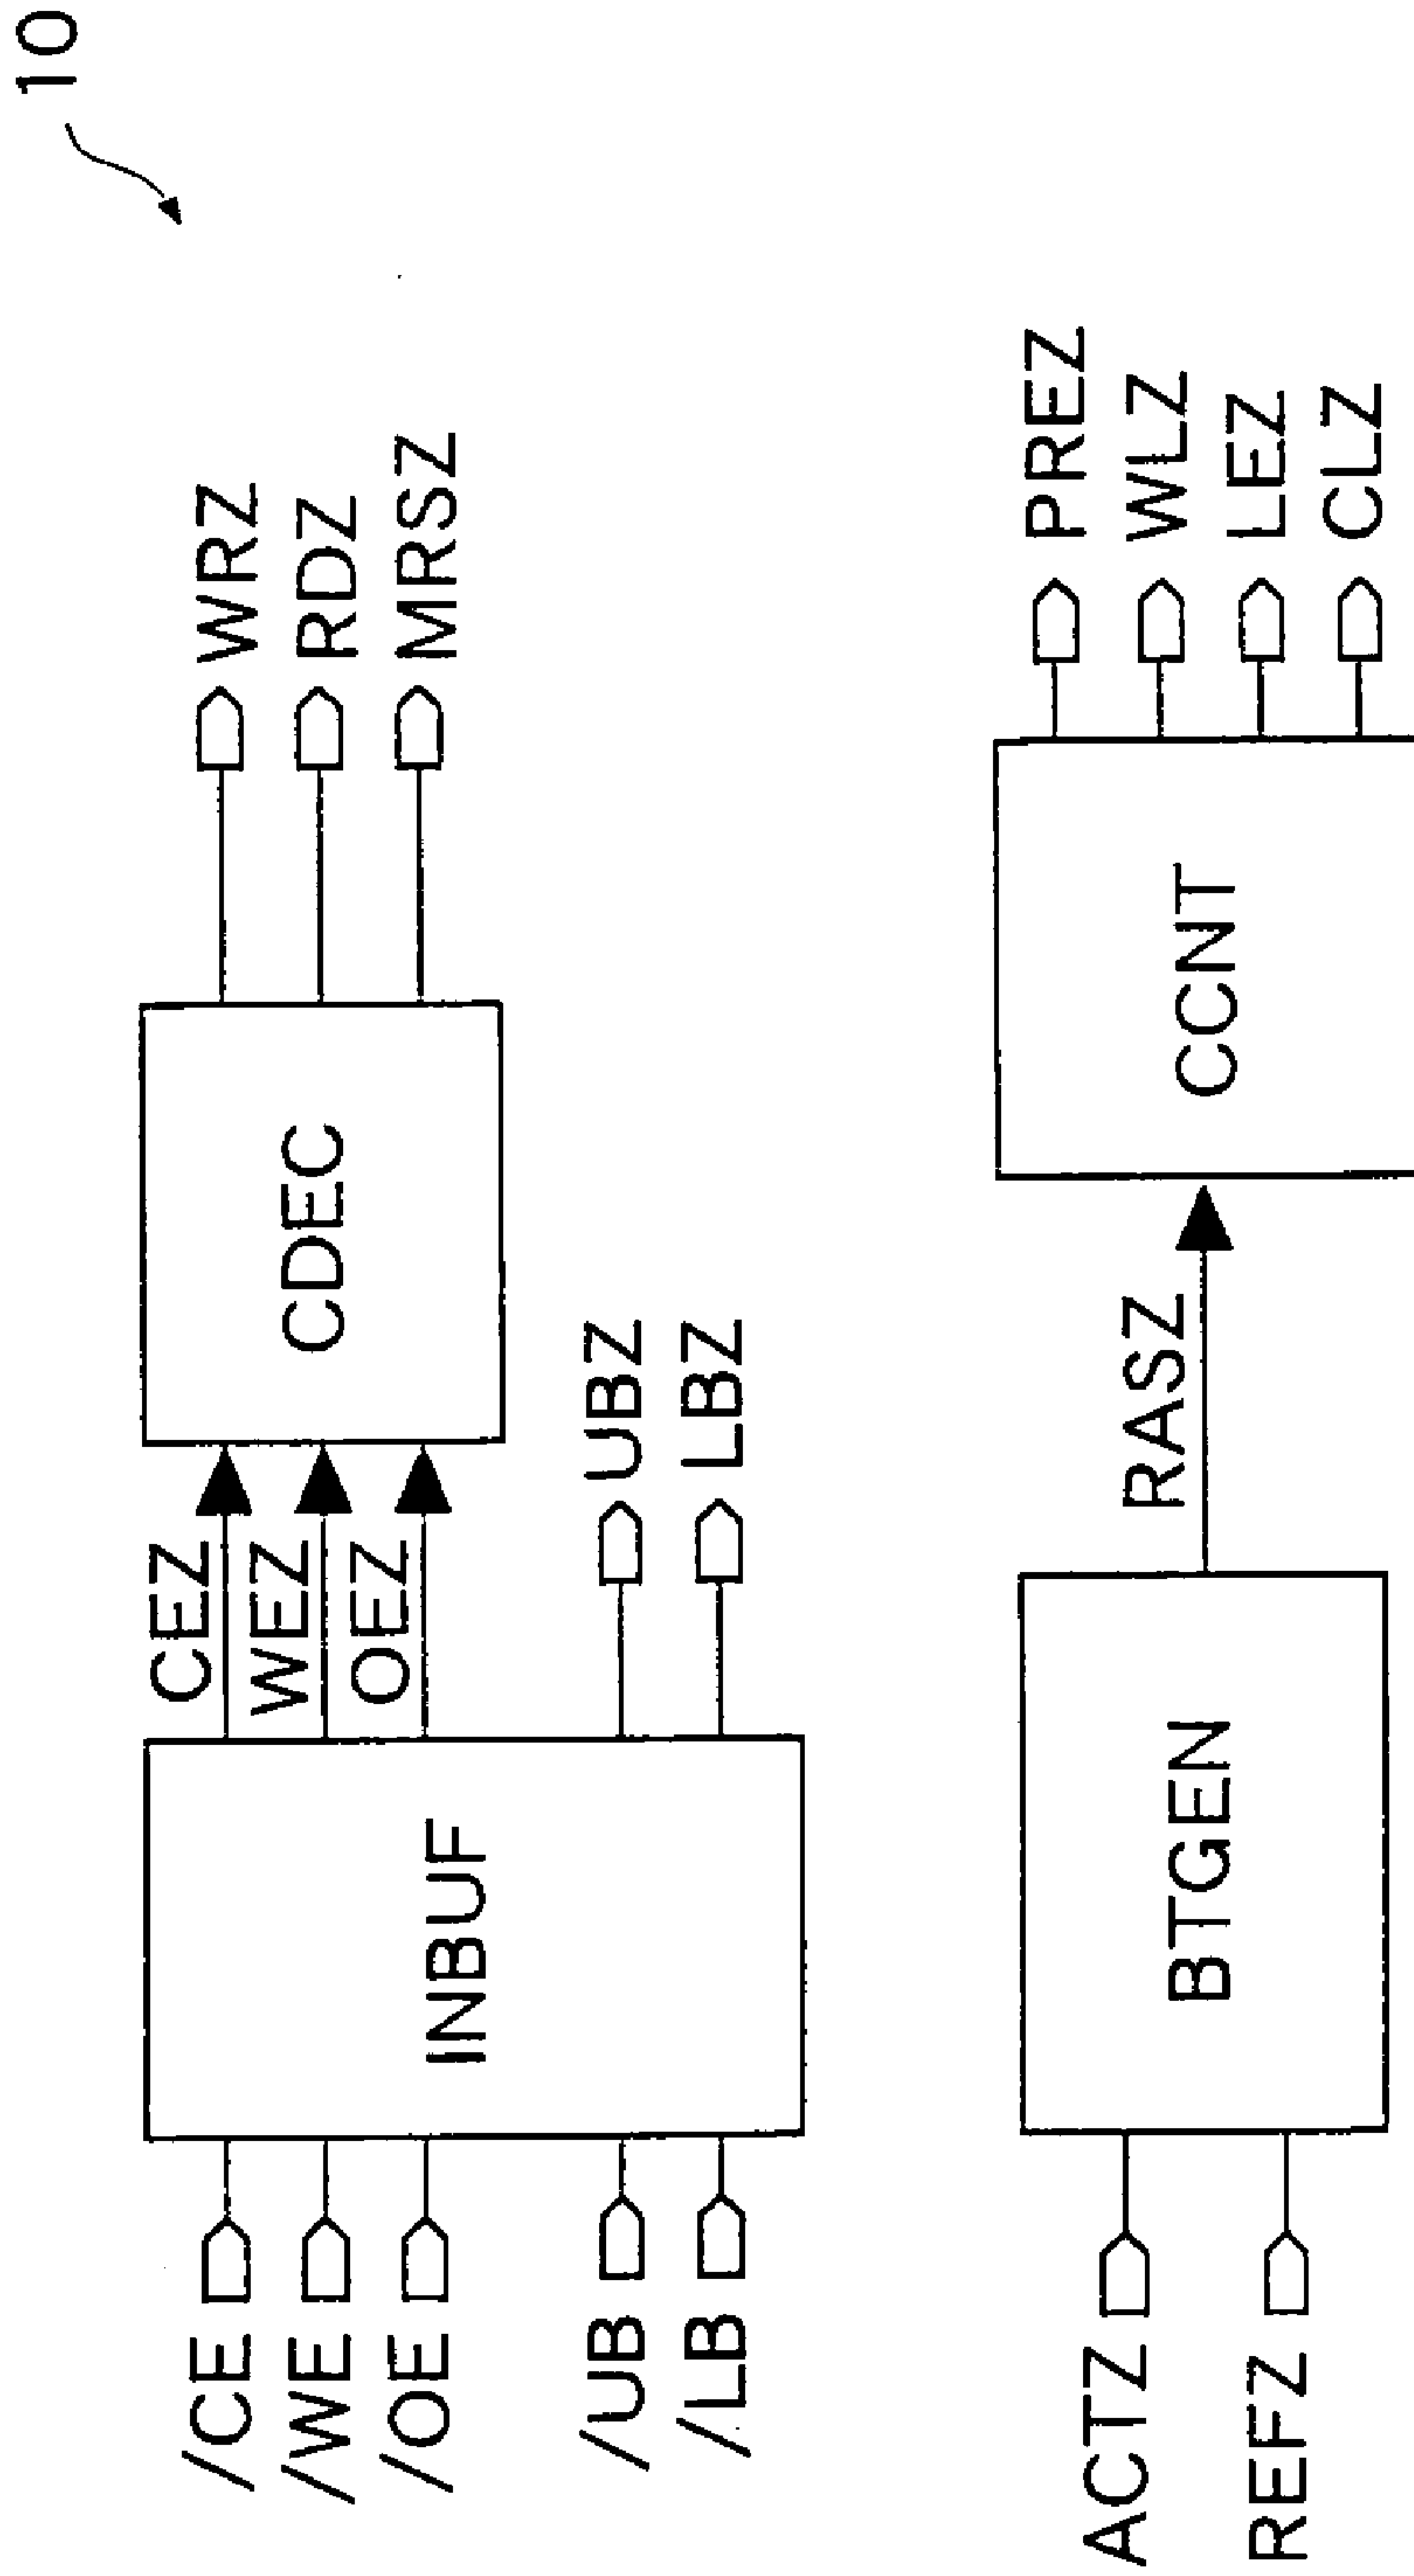 10
/CE
/WE
/OE
/UB
/LB
INBUF
CEZ
WEZ
OEZ
UBZ
LBZ
CDEC
WRZ
RDZ
MRSZ
ACTZ
REFZ
BTGEN
RASZ
CCNT
PREZ
WLZ
LEZ
CLZ